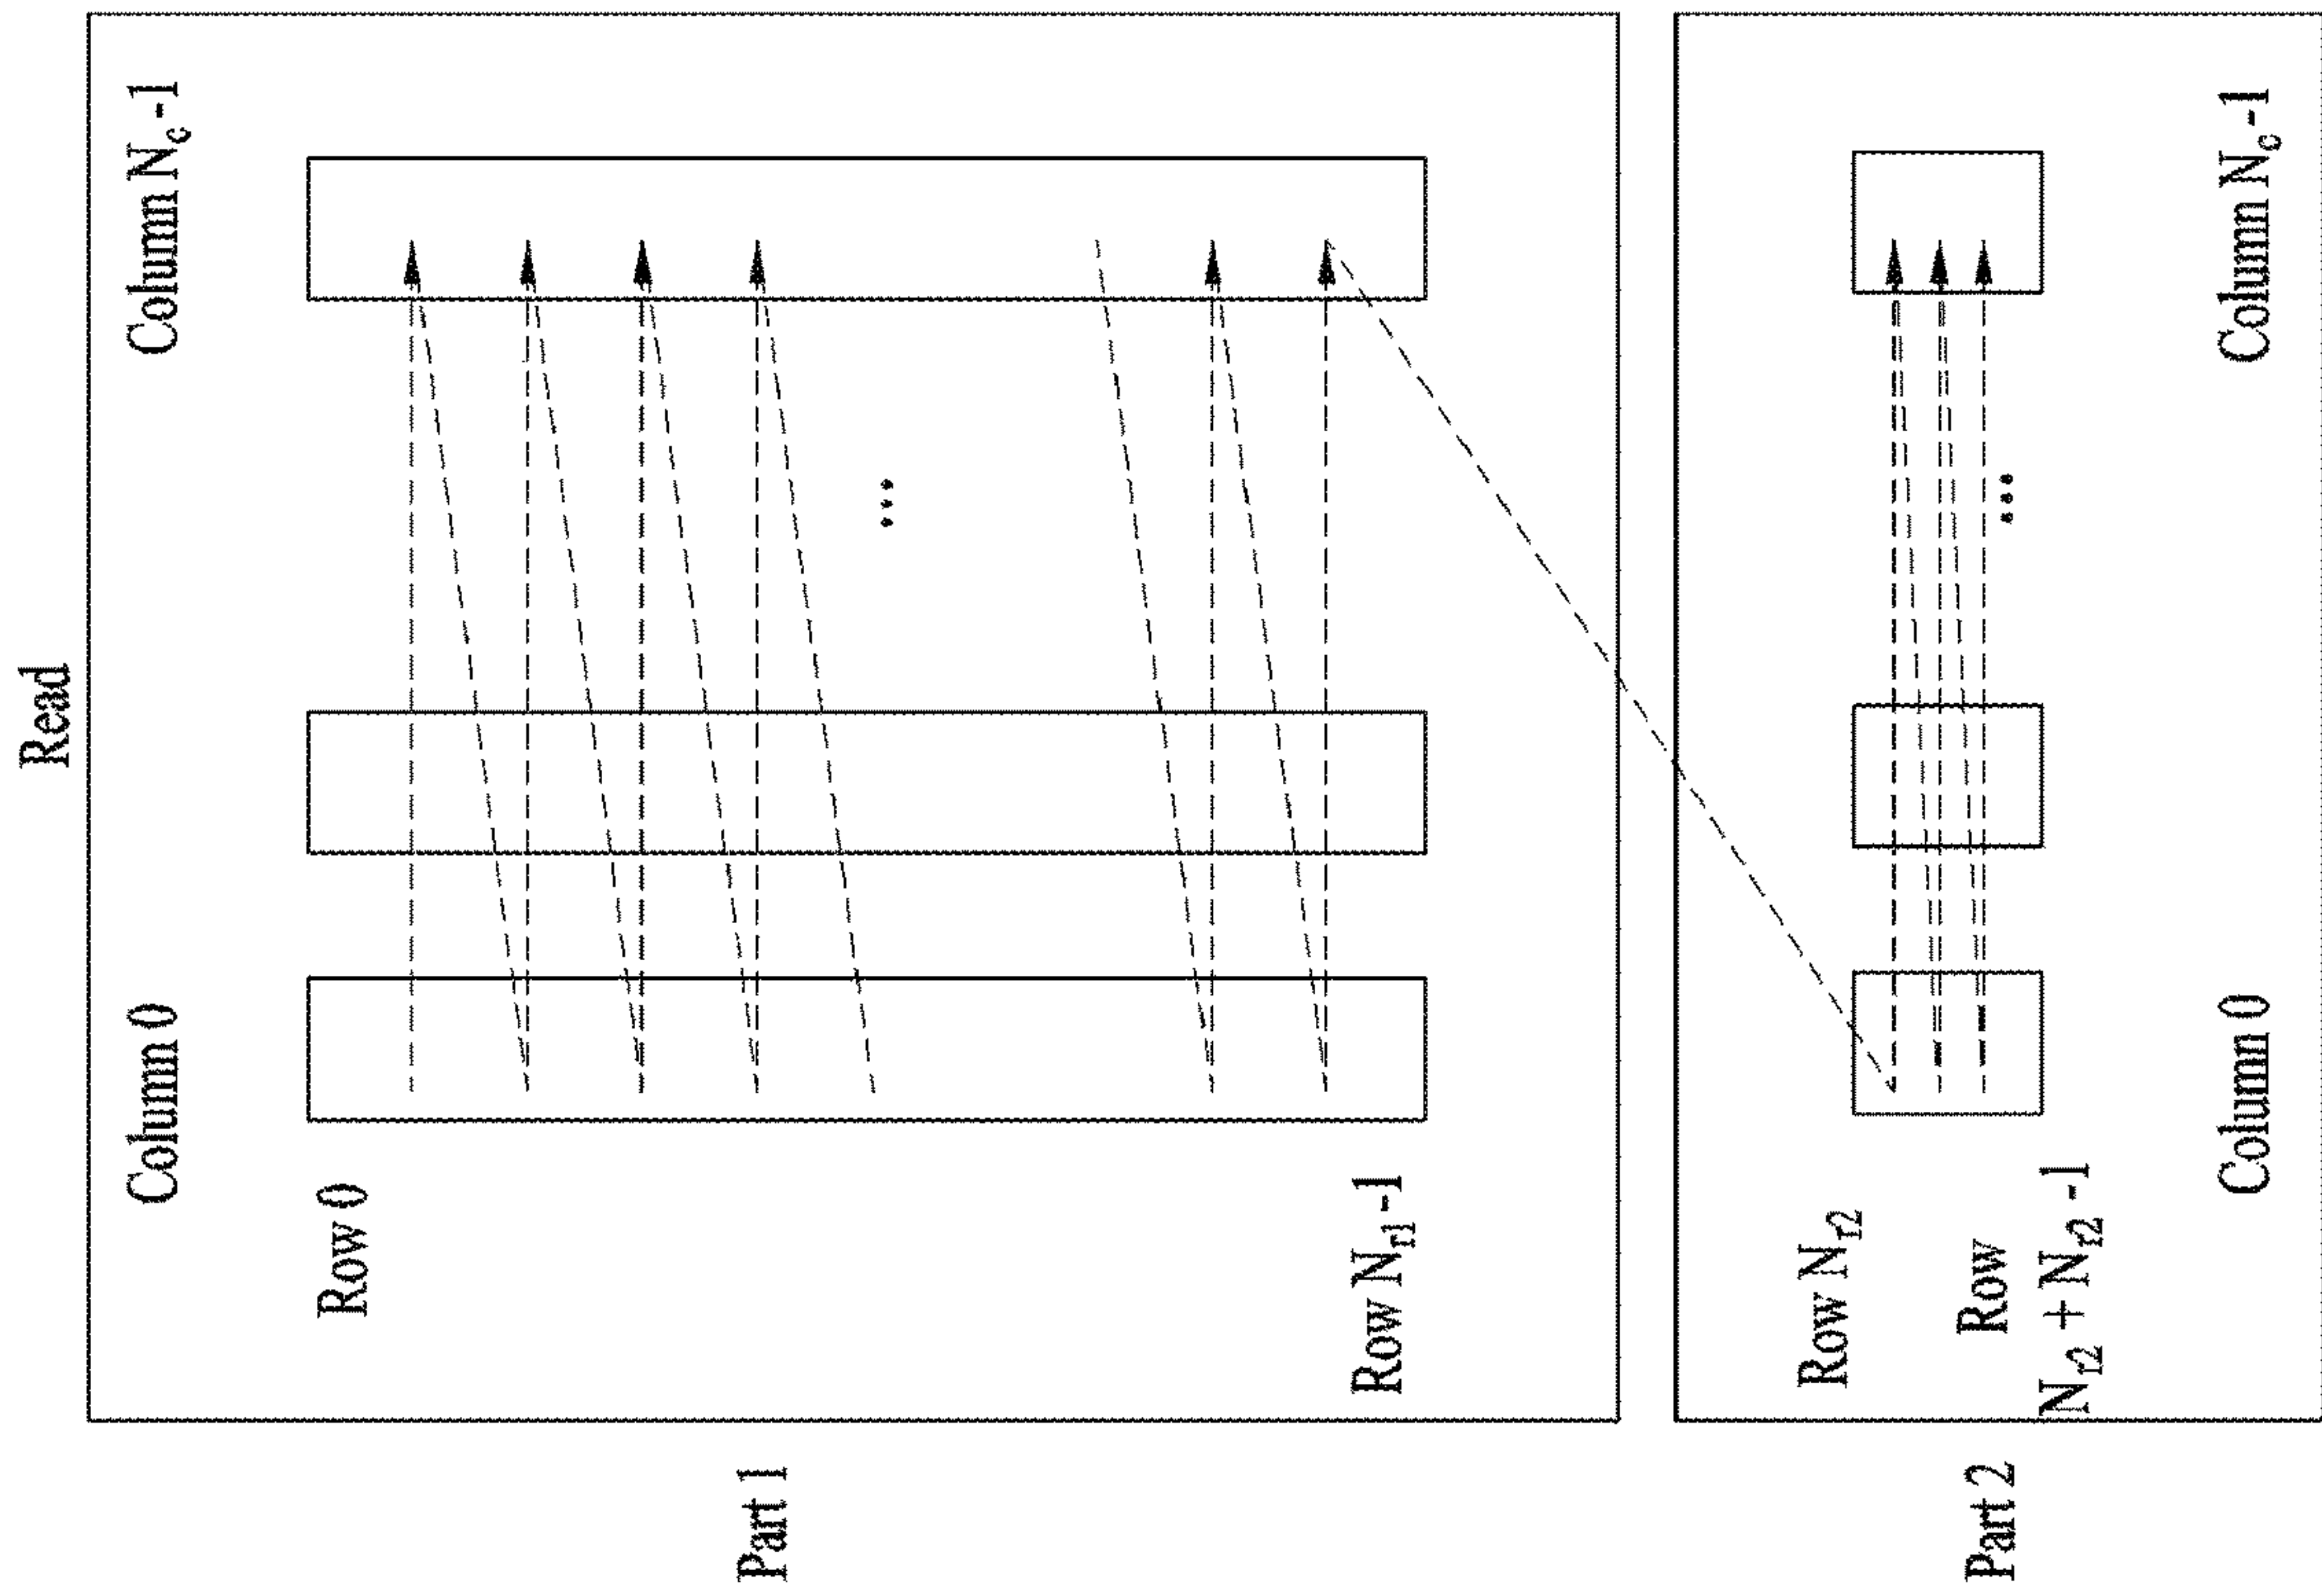 Read
Column 0
Column N_c-1
Row 0
Part 1
Row N_r1-1
Row N_r2
Part 2
Row
N_r2 + N_r2 -1
Column 0
Column N_c-1